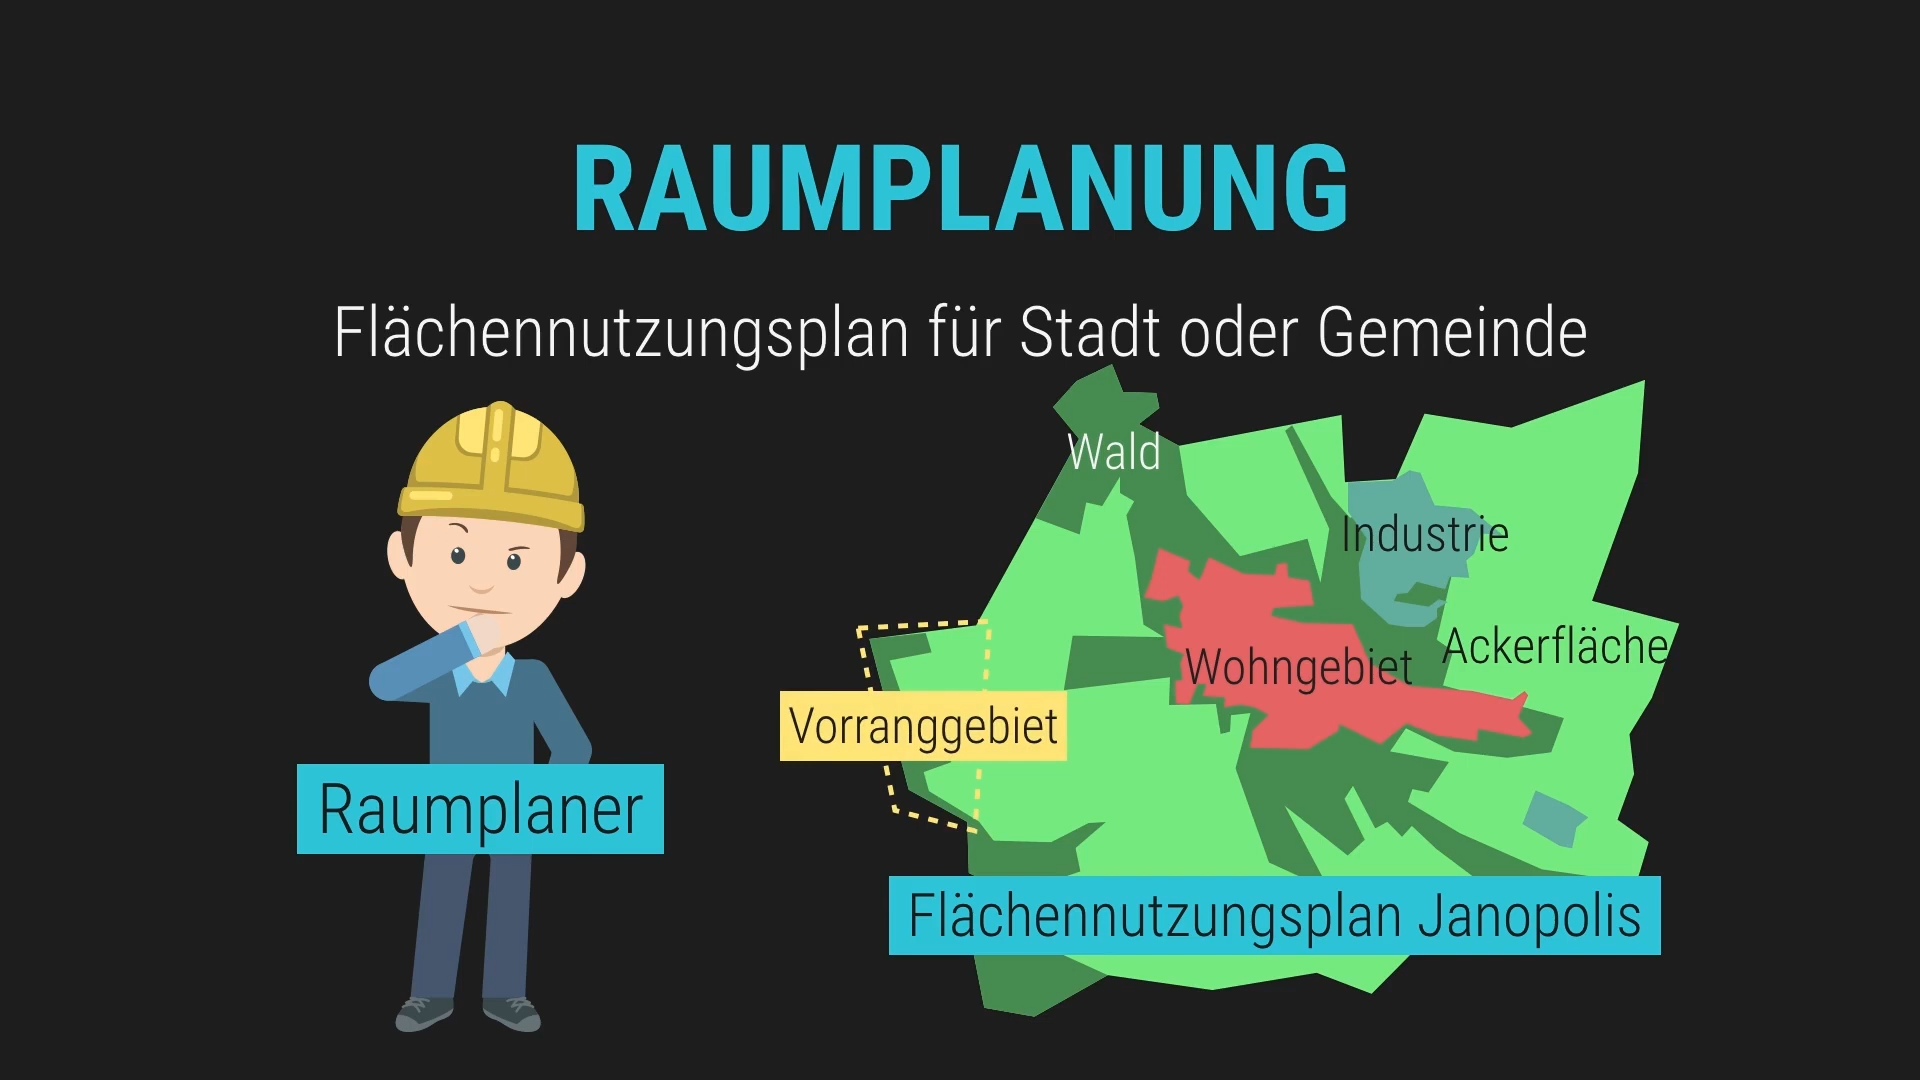 RAUMPLANUNG
Flächennutzungsplan für Stadt oder Gemeinde
Wald
Industrie
Ackerfläche
Wohngebiet
Vorranggebiet
Raumplaner
Flächennutzungsplan Janopolis